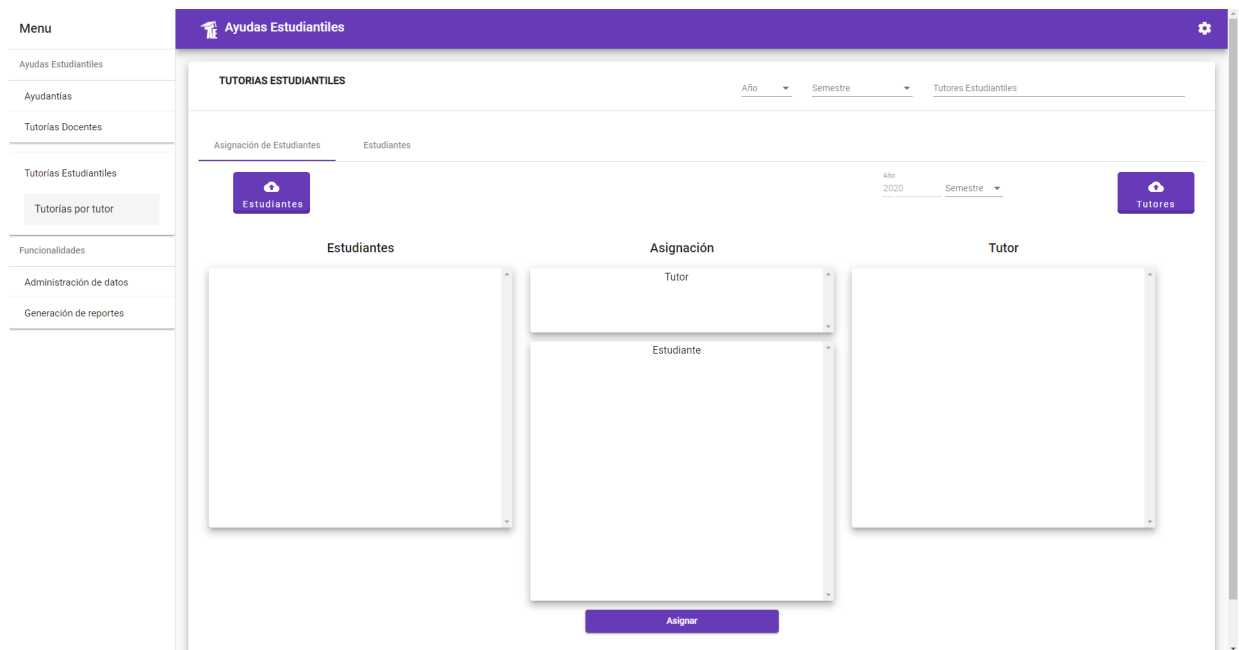 Menu
Ayudas Estudiantiles
Ayudantías
Tutorías Docentes
Tutorías Estudiantiles
Tutorías por tutor
Funcionalidades
Administración de datos
Generación de reportes
AE Ayudas Estudiantiles
TUTORIAS ESTUDIANTILES
Año Semestre Tutores Estudiantiles
Asignación de Estudiantes Estudiantes
Estudiantes
Año
2020 Semestre
Tutores
Estudiantes Asignación Tutor
Tutor
Estudiante
Asignar